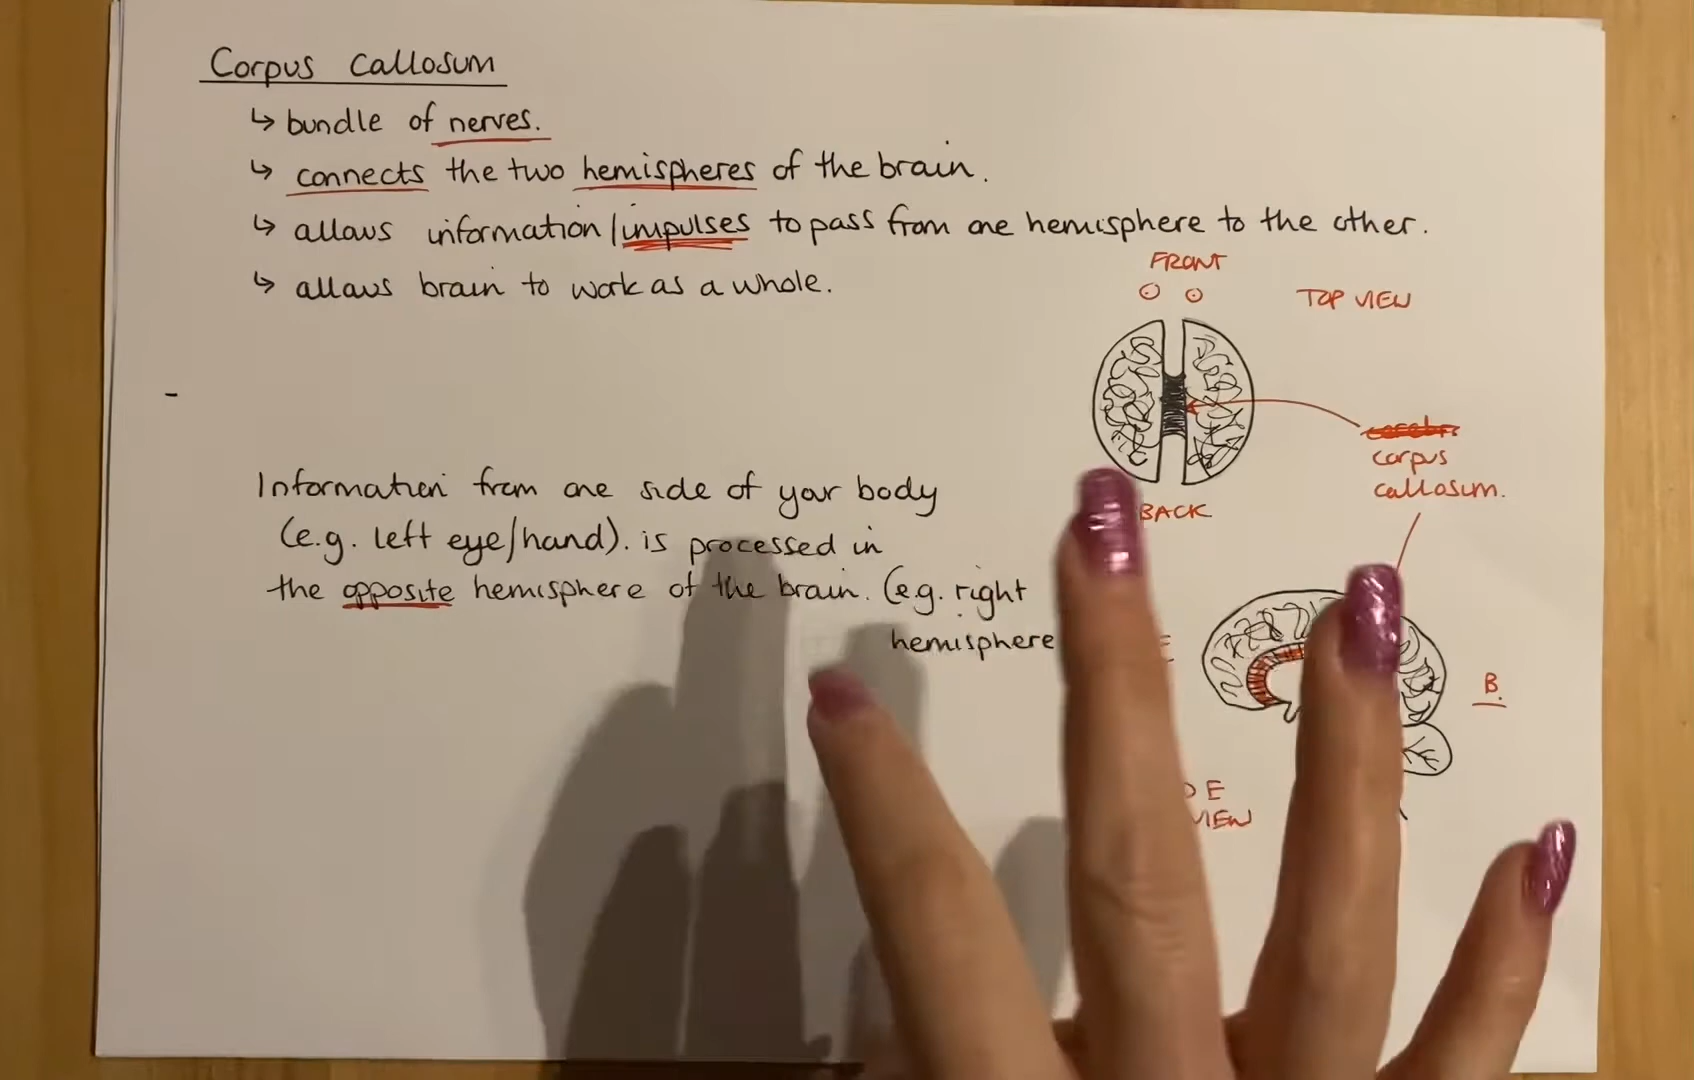 Corpus Callosum
↳ bundle of nerves.
↳ connects the two hemispheres of the brain.
↳ allows information/impulses to pass from one hemisphere to the other.
↳ allows brain to work as a whole.
FRONT
TOP VIEW
corpus
callosum.
BACK
Information from one side of your body
(e.g. left eye/hand). is processed in
the opposite hemisphere of the brain. (e.g. right
hemisphere
B.
VIEW